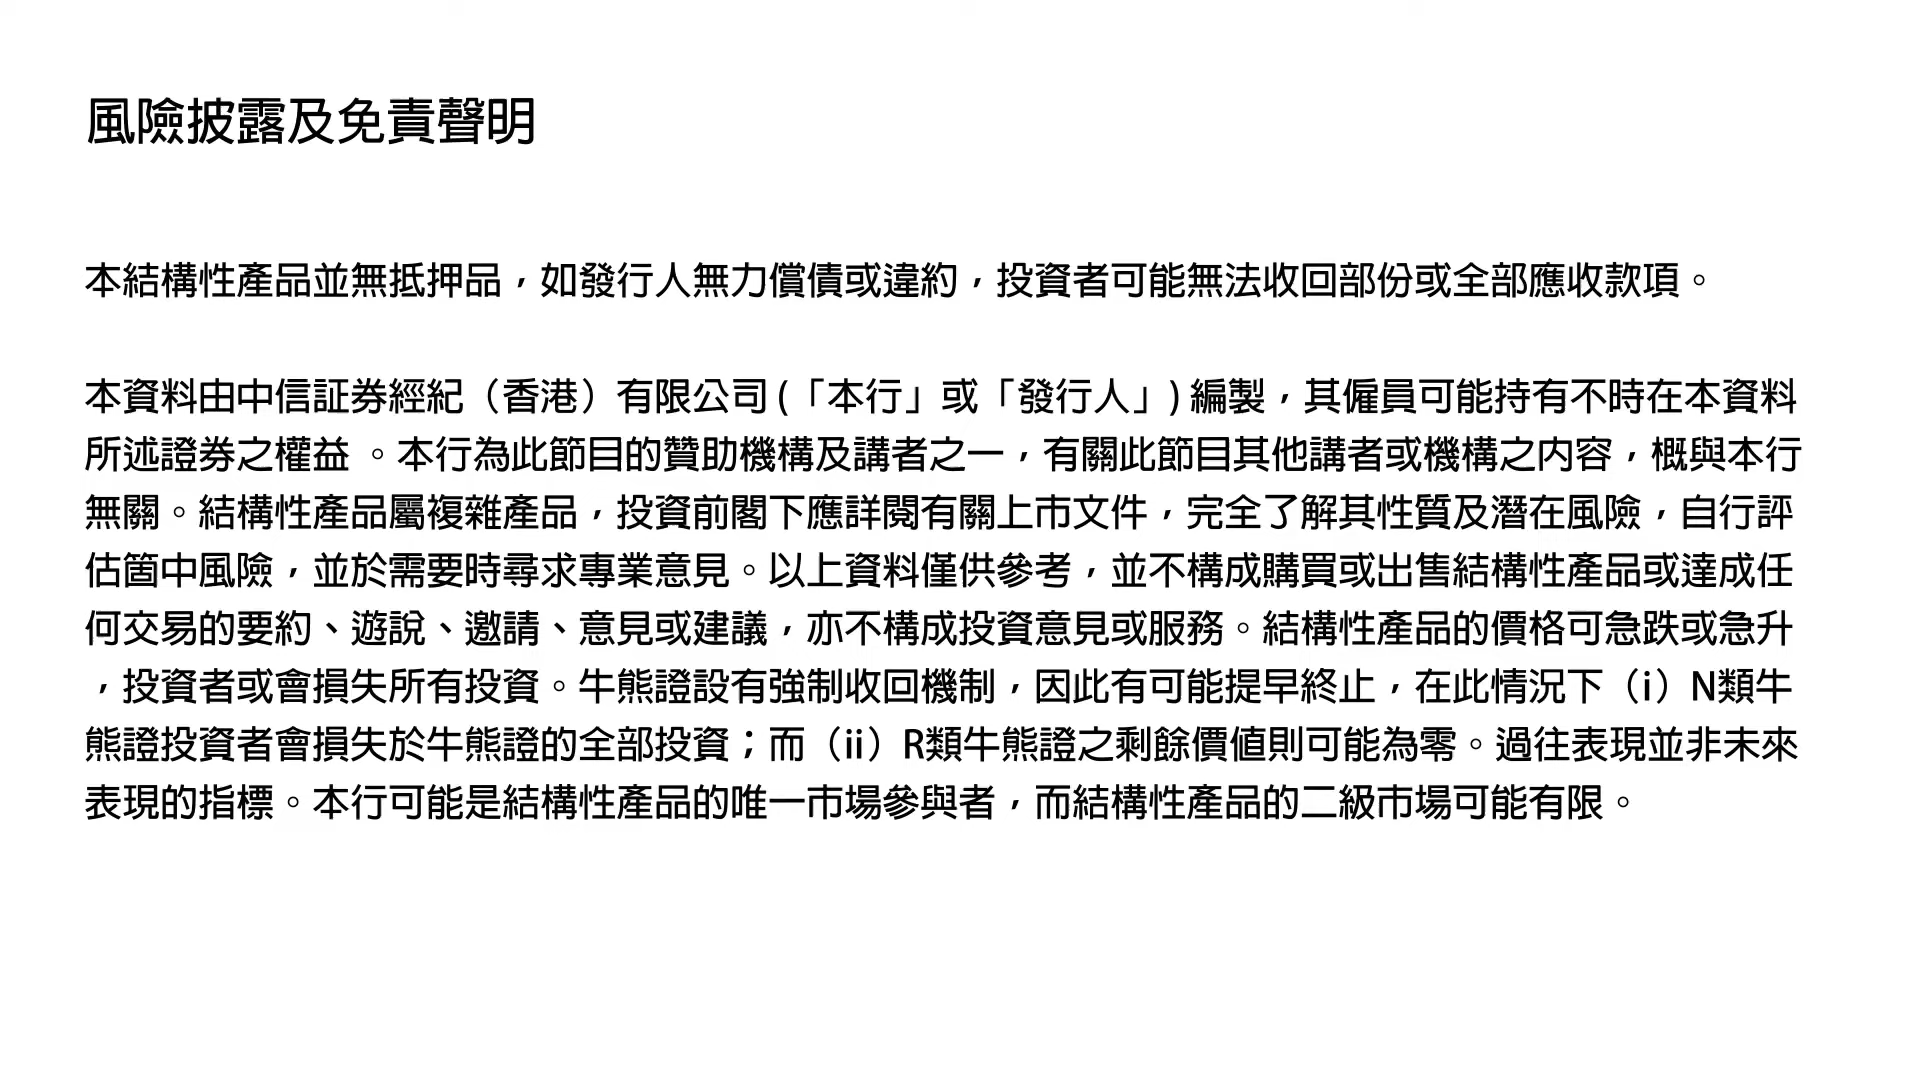 風險披露及免責聲明
本結構性產品並無抵押品，如發行人無力償債或違約，投資者可能無法收回部份或全部應收款項。
本資料由中信証券經紀（香港）有限公司 (「本行」或「發行人」) 編製，其僱員可能持有不時在本資料
所述證券之權益 。本行為此節目的贊助機構及講者之一，有關此節目其他講者或機構之内容，概與本行
無關。結構性產品屬複雜產品，投資前閣下應詳閱有關上市文件，完全了解其性質及潛在風險，自行評
估箇中風險，並於需要時尋求專業意見。以上資料僅供參考，並不構成購買或出售結構性產品或達成任
何交易的要約、遊說、邀請、意見或建議，亦不構成投資意見或服務。結構性產品的價格可急跌或急升
，投資者或會損失所有投資。牛熊證設有強制收回機制，因此有可能提早終止，在此情況下（i）N類牛
熊證投資者會損失於牛熊證的全部投資；而（ii）R類牛熊證之剩餘價值則可能為零。過往表現並非未來
表現的指標。本行可能是結構性產品的唯一市場參與者，而結構性產品的二級市場可能有限。